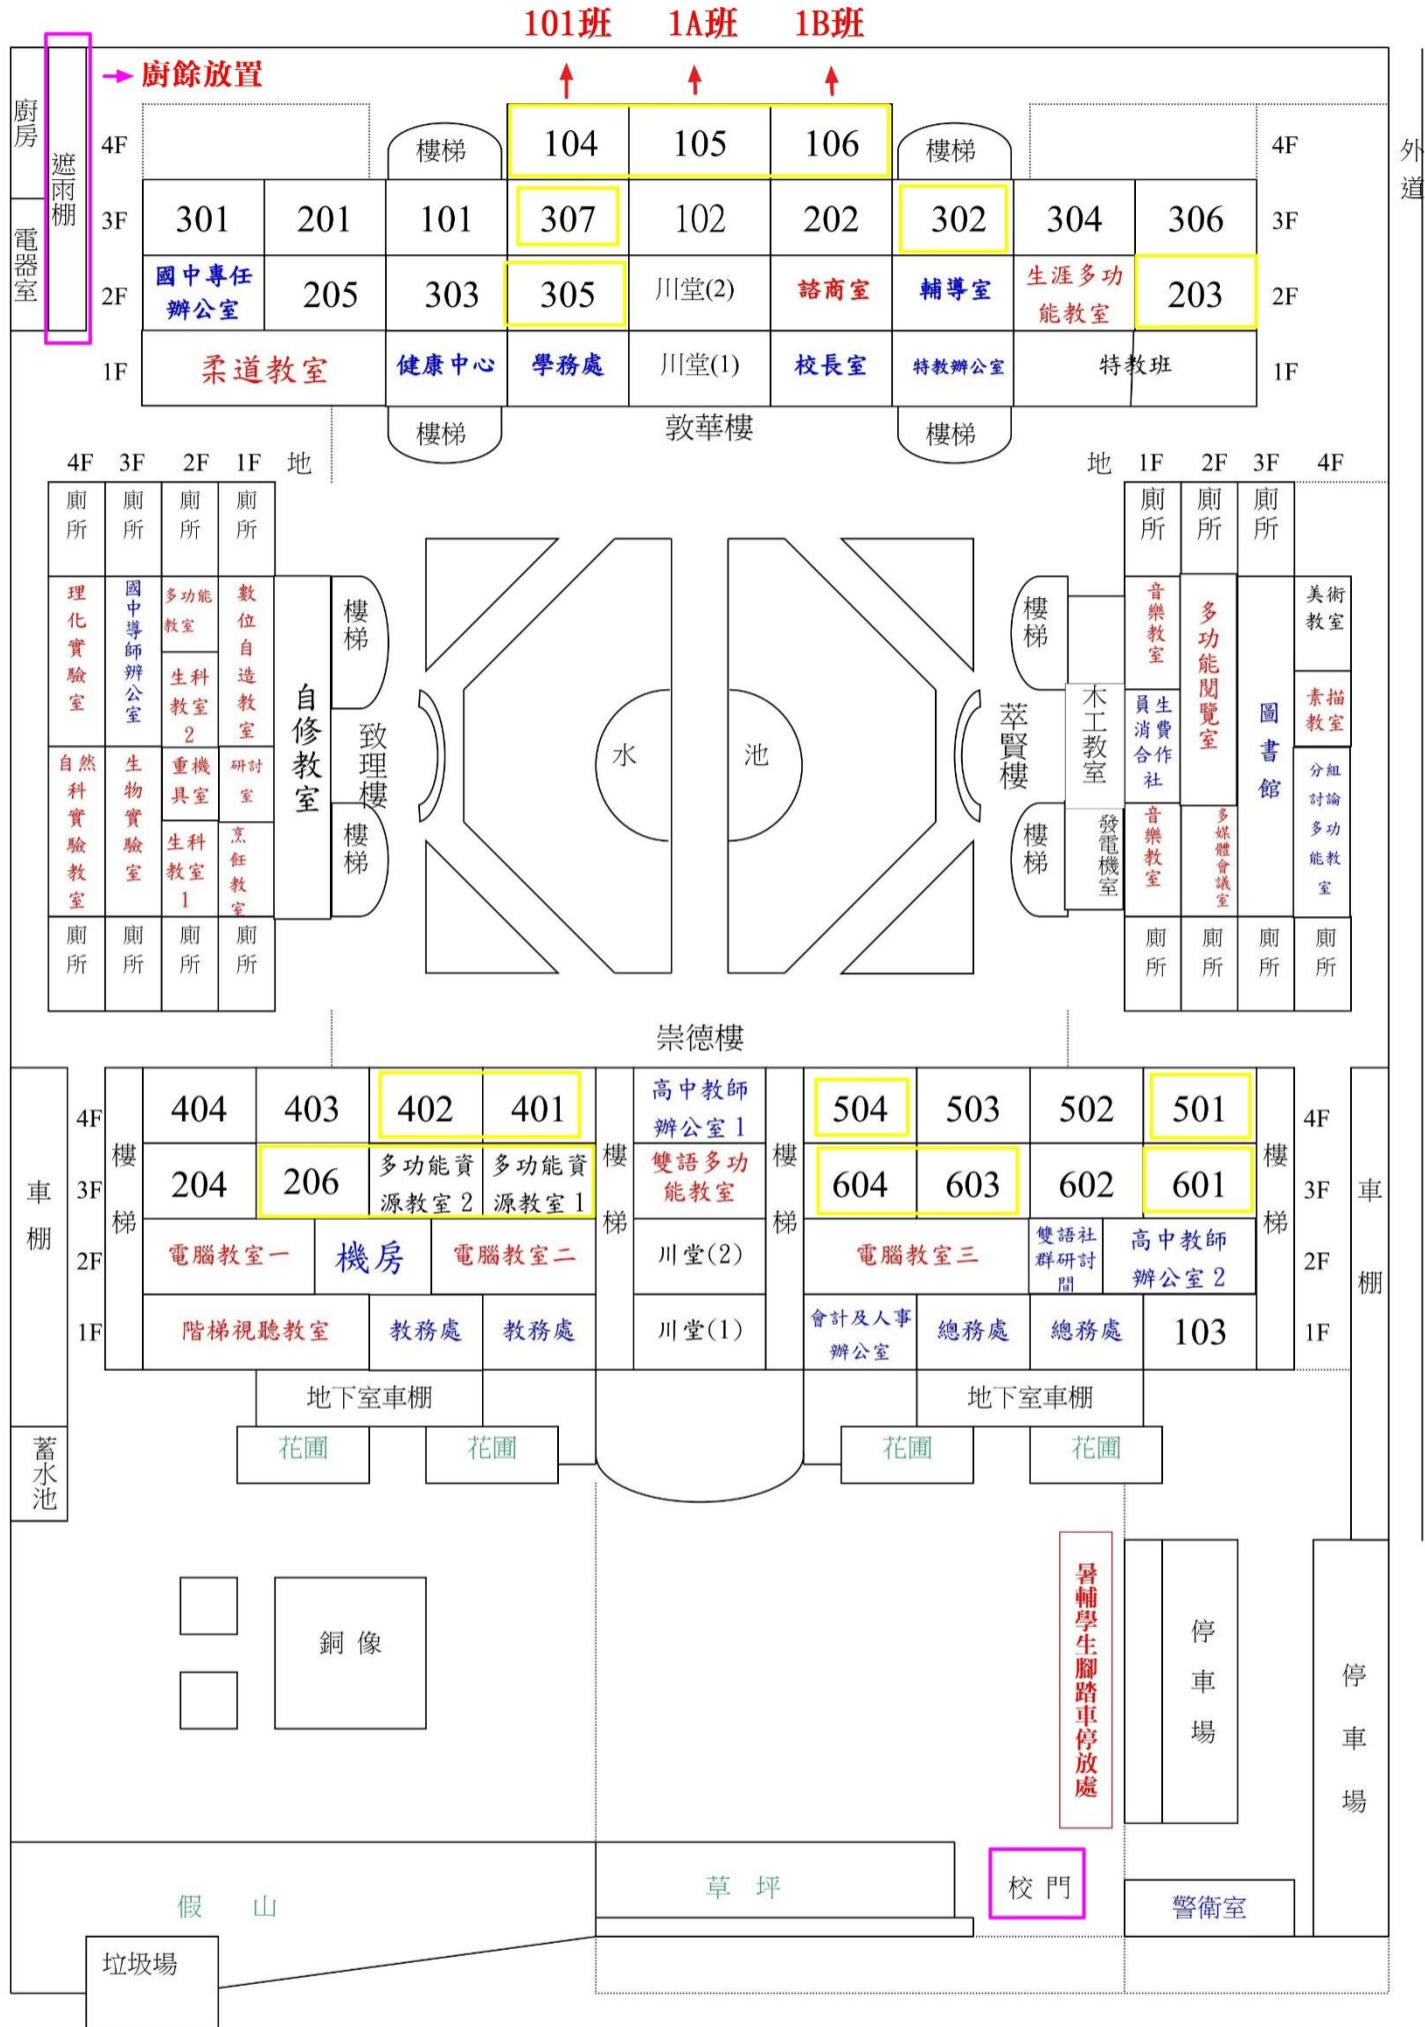 101班 1A班 1B班
→廚餘放置
廚房
遮雨棚
電器室
外道
4F 樓梯 104 105 106 樓梯 4F
3F 301 201 101 307 102 202 302 304 306 3F
2F 國中專任辦公室 205 303 305 川堂(2) 諮商室 輔導室 生涯多功能教室 203 2F
1F 柔道教室 健康中心 學務處 川堂(1) 校長室 特教辦公室 特教班 1F
樓梯 敦華樓 樓梯
4F 3F 2F 1F 地
廁所 廁所 廁所 廁所
理化實驗室
國中導師辦公室
多功能教室
數位自造教室
生科教室2
自然科實驗教室
生物實驗室
重機具室
研討室
生科教室1
烹飪教室
廁所 廁所 廁所 廁所
自修教室
樓梯
致理樓
樓梯
水 池
地 1F 2F 3F 4F
廁所 廁所 廁所
樓梯
萃賢樓
樓梯
木工教室
發電機室
音樂教室
員生消費合作社
音樂教室
多功能閱覽室
多媒體會議室
圖書館
美術教室
素描教室
分組討論多功能教室
廁所 廁所 廁所 廁所
崇德樓
4F 404 403 402 401 高中教師辦公室1 504 503 502 501 4F
3F 204 206 多功能資源教室2 多功能資源教室1 雙語多功能教室 604 603 602 601 3F
2F 電腦教室一 機房 電腦教室二 川堂(2) 電腦教室三 雙語社群研討間 高中教師辦公室2 2F
1F 階梯視聽教室 教務處 教務處 川堂(1) 會計及人事辦公室 總務處 總務處 103 1F
樓梯 樓梯 樓梯 樓梯
車棚
車棚
地下室車棚 地下室車棚
花圃 花圃 花圃 花圃
蓄水池
銅像
暑輔學生腳踏車停放處
停車場
停車場
假山
草坪
校門
警衛室
垃圾場